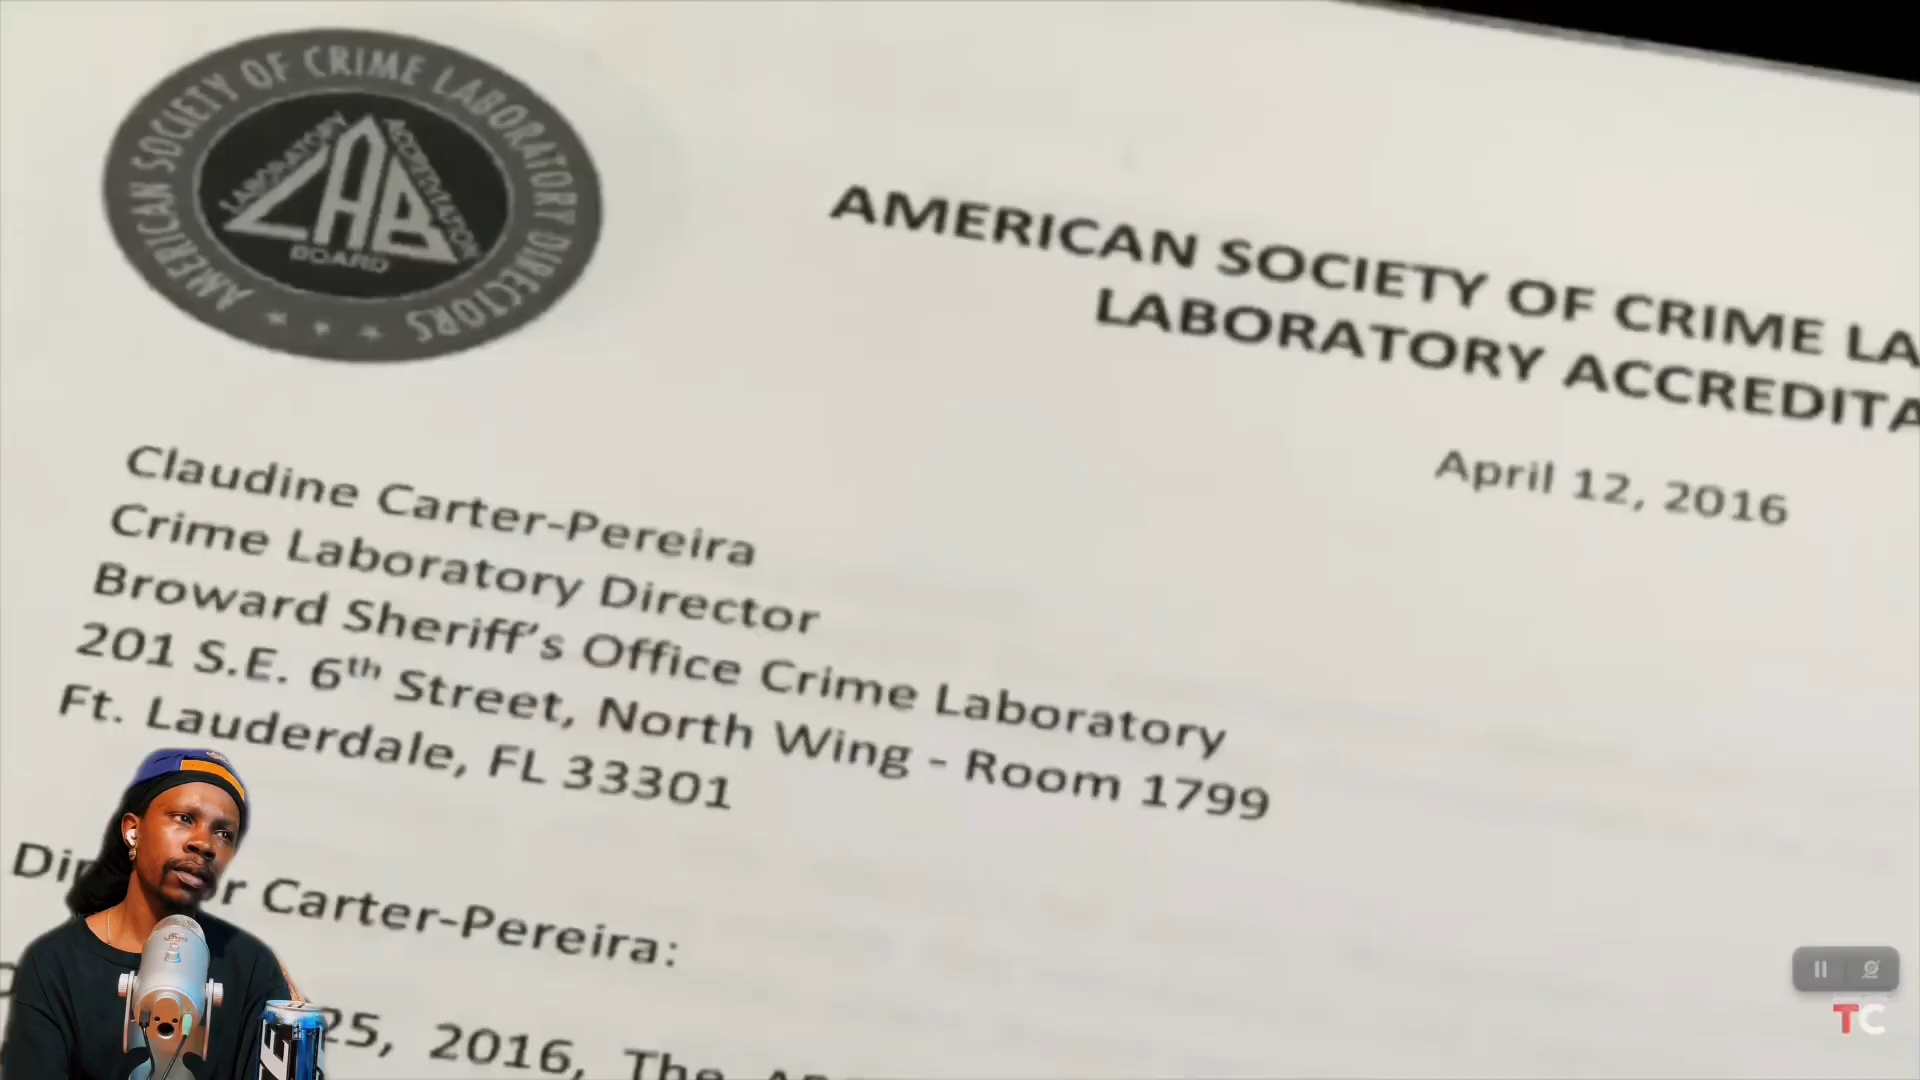 AMERICAN SOCIETY OF CRIME LABORATORY DIRECTORS
LABORATORY ACCREDITATION
LAB
BOARD
AMERICAN SOCIETY OF CRIME LA
LABORATORY ACCREDITA
April 12, 2016
Claudine Carter-Pereira
Crime Laboratory Director
Broward Sheriff’s Office Crime Laboratory
201 S.E. 6th Street, North Wing - Room 1799
Ft. Lauderdale, FL 33301
Dir r Carter-Pereira:
25, 2016, The
TC